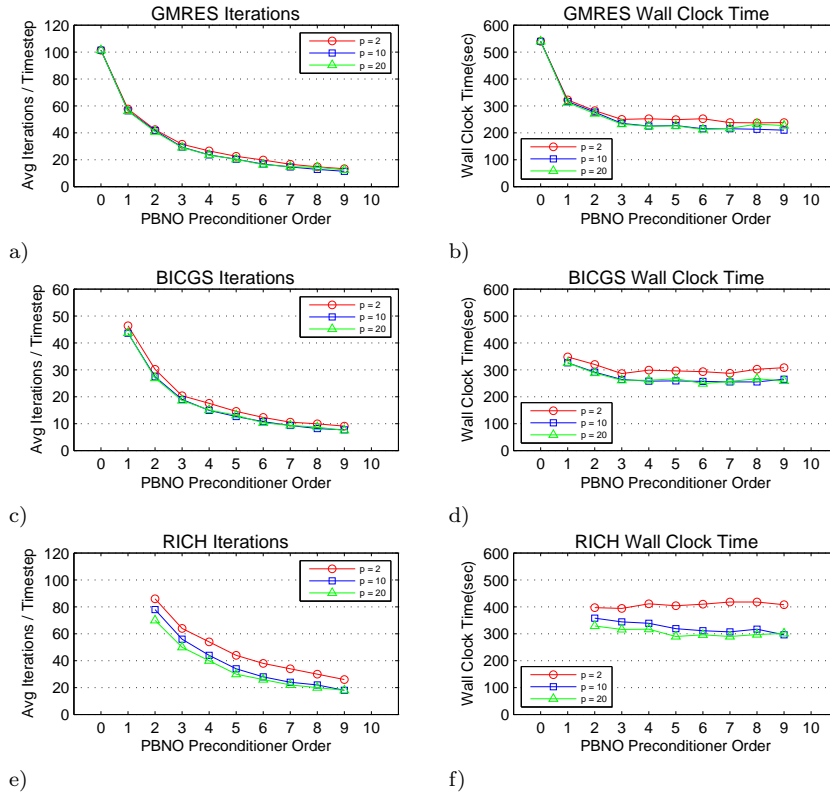 GMRES Iterations
120
100
80
60
40
20
0
Avg Iterations / Timestep
p = 2
p = 10
p = 20
0 1 2 3 4 5 6 7 8 9 10
PBNO Preconditioner Order
a)
GMRES Wall Clock Time
600
500
400
300
200
100
0
Wall Clock Time(sec)
p = 2
p = 10
p = 20
0 1 2 3 4 5 6 7 8 9 10
PBNO Preconditioner Order
b)
BICGS Iterations
60
50
40
30
20
10
0
Avg Iterations / Timestep
p = 2
p = 10
p = 20
0 1 2 3 4 5 6 7 8 9 10
PBNO Preconditioner Order
c)
BICGS Wall Clock Time
600
500
400
300
200
100
0
Wall Clock Time(sec)
p = 2
p = 10
p = 20
0 1 2 3 4 5 6 7 8 9 10
PBNO Preconditioner Order
d)
RICH Iterations
120
100
80
60
40
20
0
Avg Iterations / Timestep
p = 2
p = 10
p = 20
0 1 2 3 4 5 6 7 8 9 10
PBNO Preconditioner Order
e)
RICH Wall Clock Time
600
500
400
300
200
100
0
Wall Clock Time(sec)
p = 2
p = 10
p = 20
0 1 2 3 4 5 6 7 8 9 10
PBNO Preconditioner Order
f)